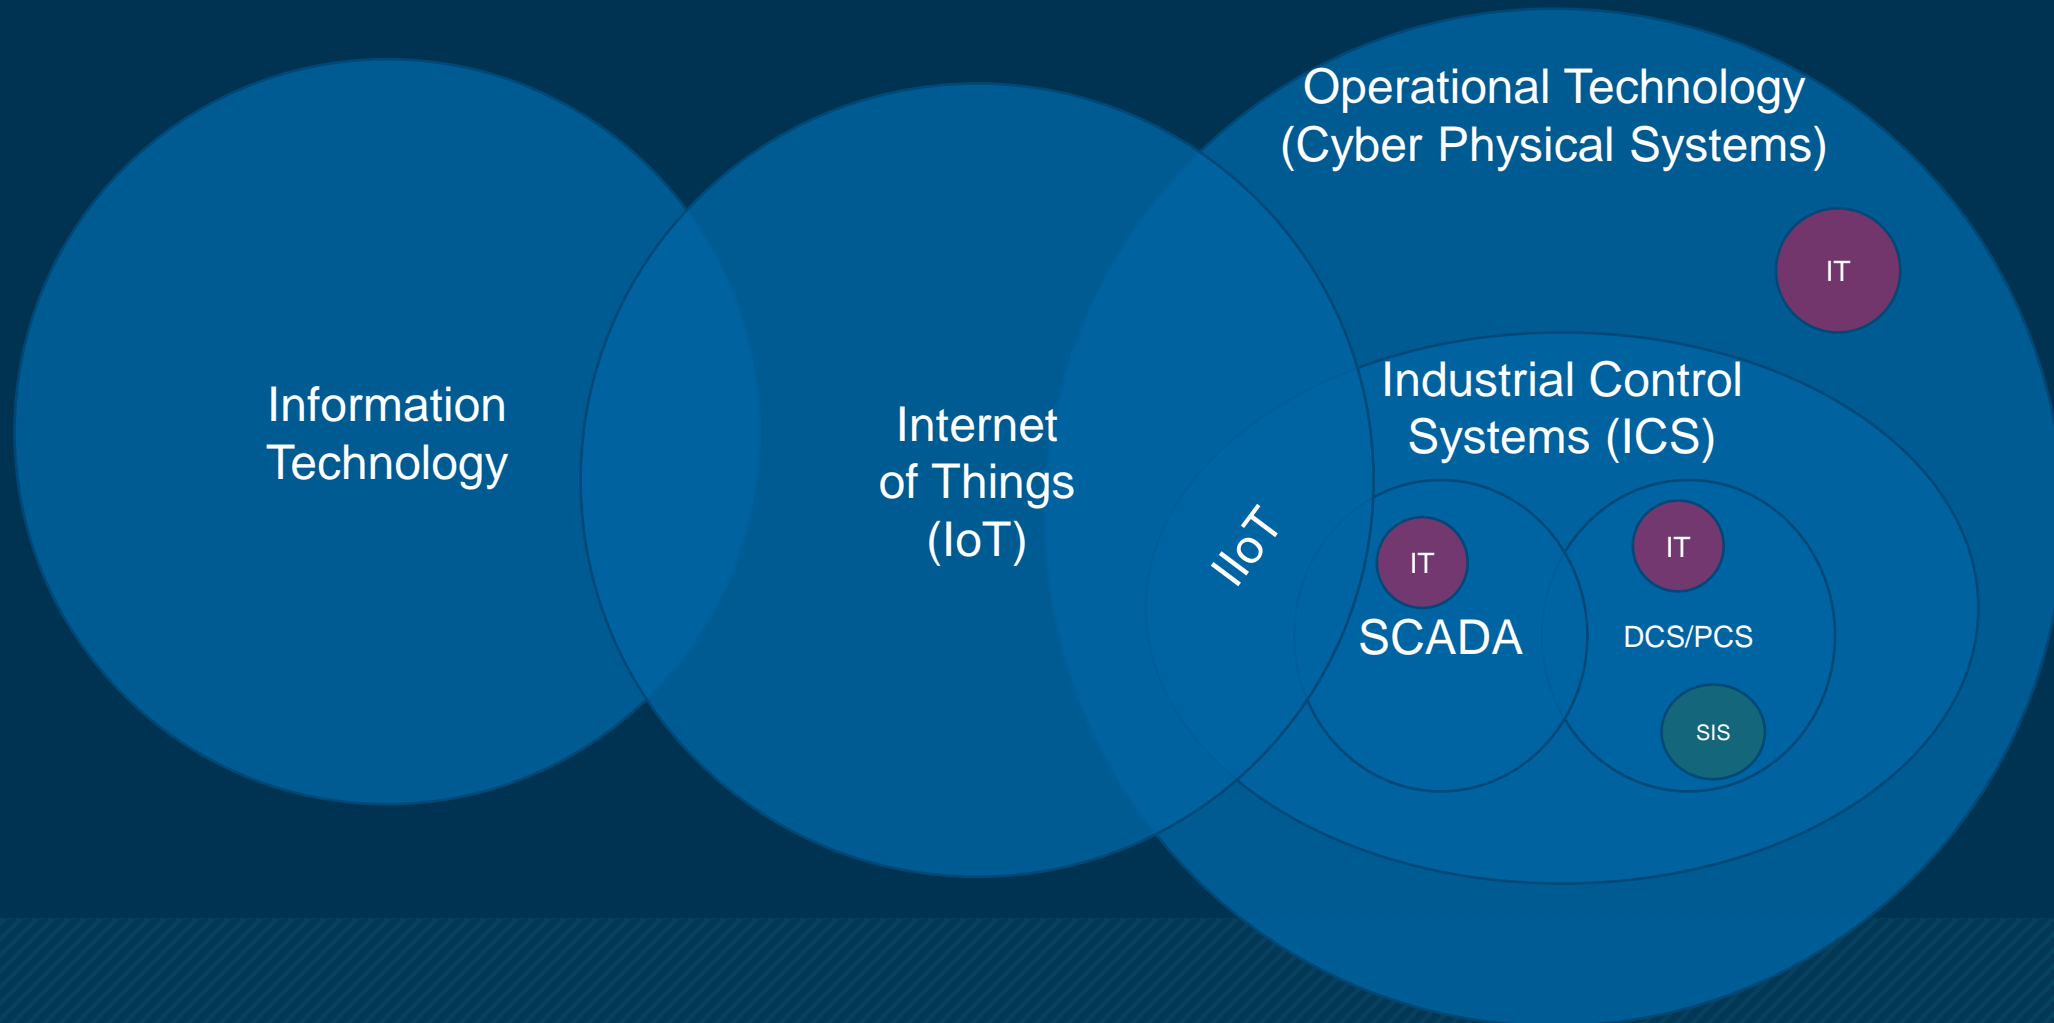 Operational Technology
(Cyber Physical Systems)
IT
Information
Technology
Internet
of Things
(IoT)
IIoT
Industrial Control
Systems (ICS)
IT
SCADA
IT
DCS/PCS
SIS